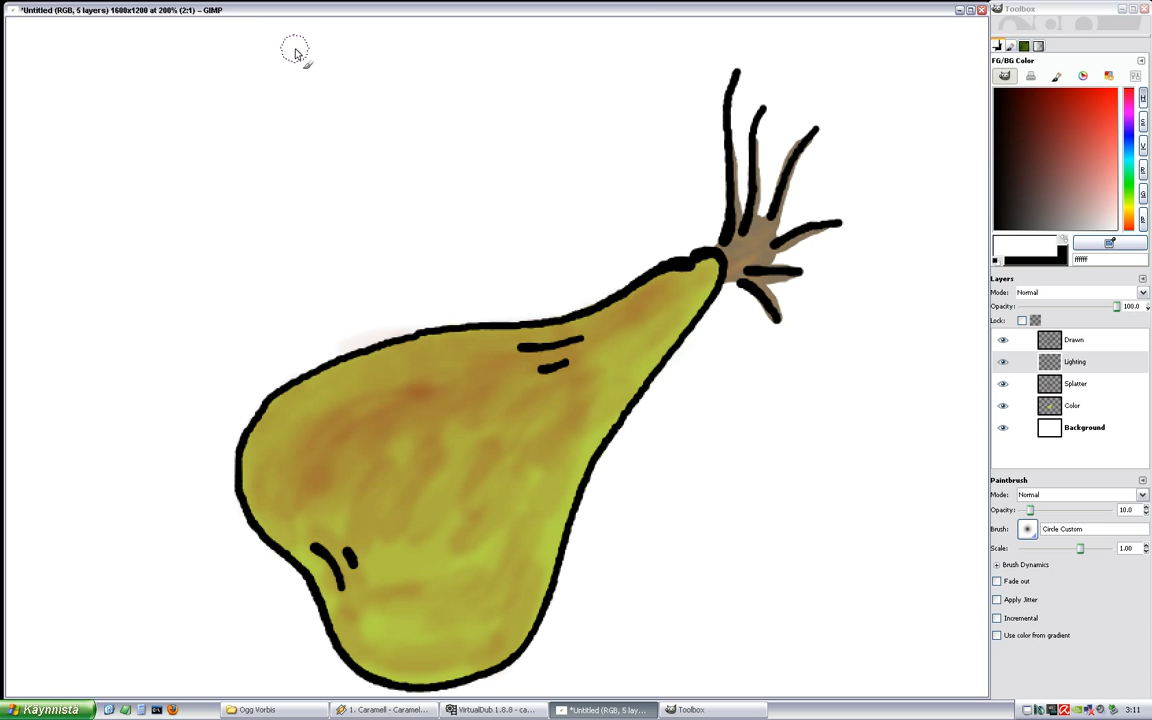 *Untitled (RGB, 5 layers) 1600x1200 at 200% (2:1) – GIMP
Toolbox
FG/BG Color
H
S
V
R
G
B
ffffff
Layers
Mode: Normal
Opacity: 100.0
Lock:
Drawn
Lighting
Splatter
Color
Background
Paintbrush
Mode: Normal
Opacity: 10.0
Brush: Circle Custom
Scale: 1.00
Brush Dynamics
Fade out
Apply Jitter
Incremental
Use color from gradient
Käynnistä
Ogg Vorbis
1. Caramell - Caramel...
VirtualDub 1.8.8 - ca...
*Untitled (RGB, 5 lay...
Toolbox
3:11